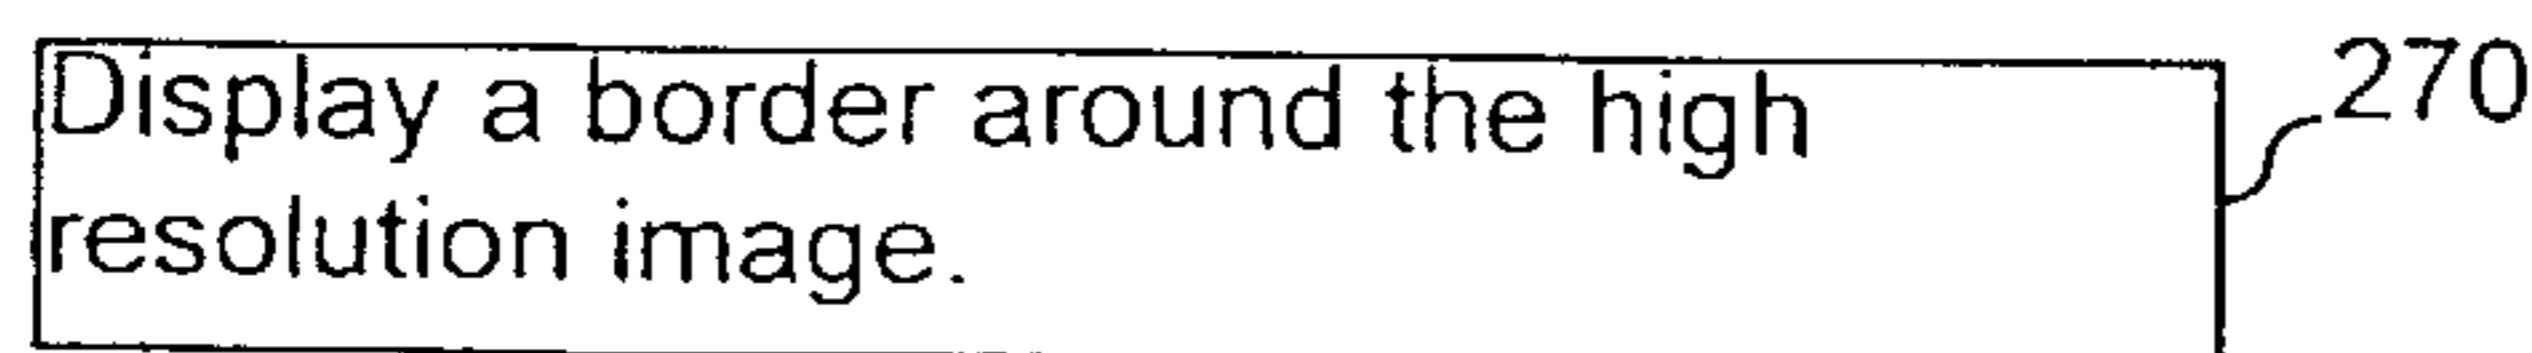 Display a border around the high
resolution image.
270